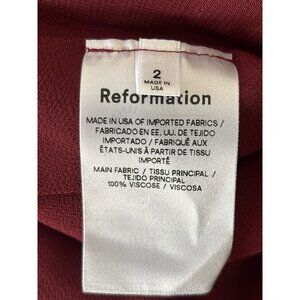 2
MADE IN
USA
Reformation
MADE IN USA OF IMPORTED FABRICS /
FABRICADO EN EE. UU. DE TEJIDO
IMPORTADO / FABRIQUÉ AUX
ÉTATS-UNIS À PARTIR DE TISSU
IMPORTÉ
MAIN FABRIC / TISSU PRINCIPAL /
TEJIDO PRINCIPAL
100% VISCOSE / VISCOSA